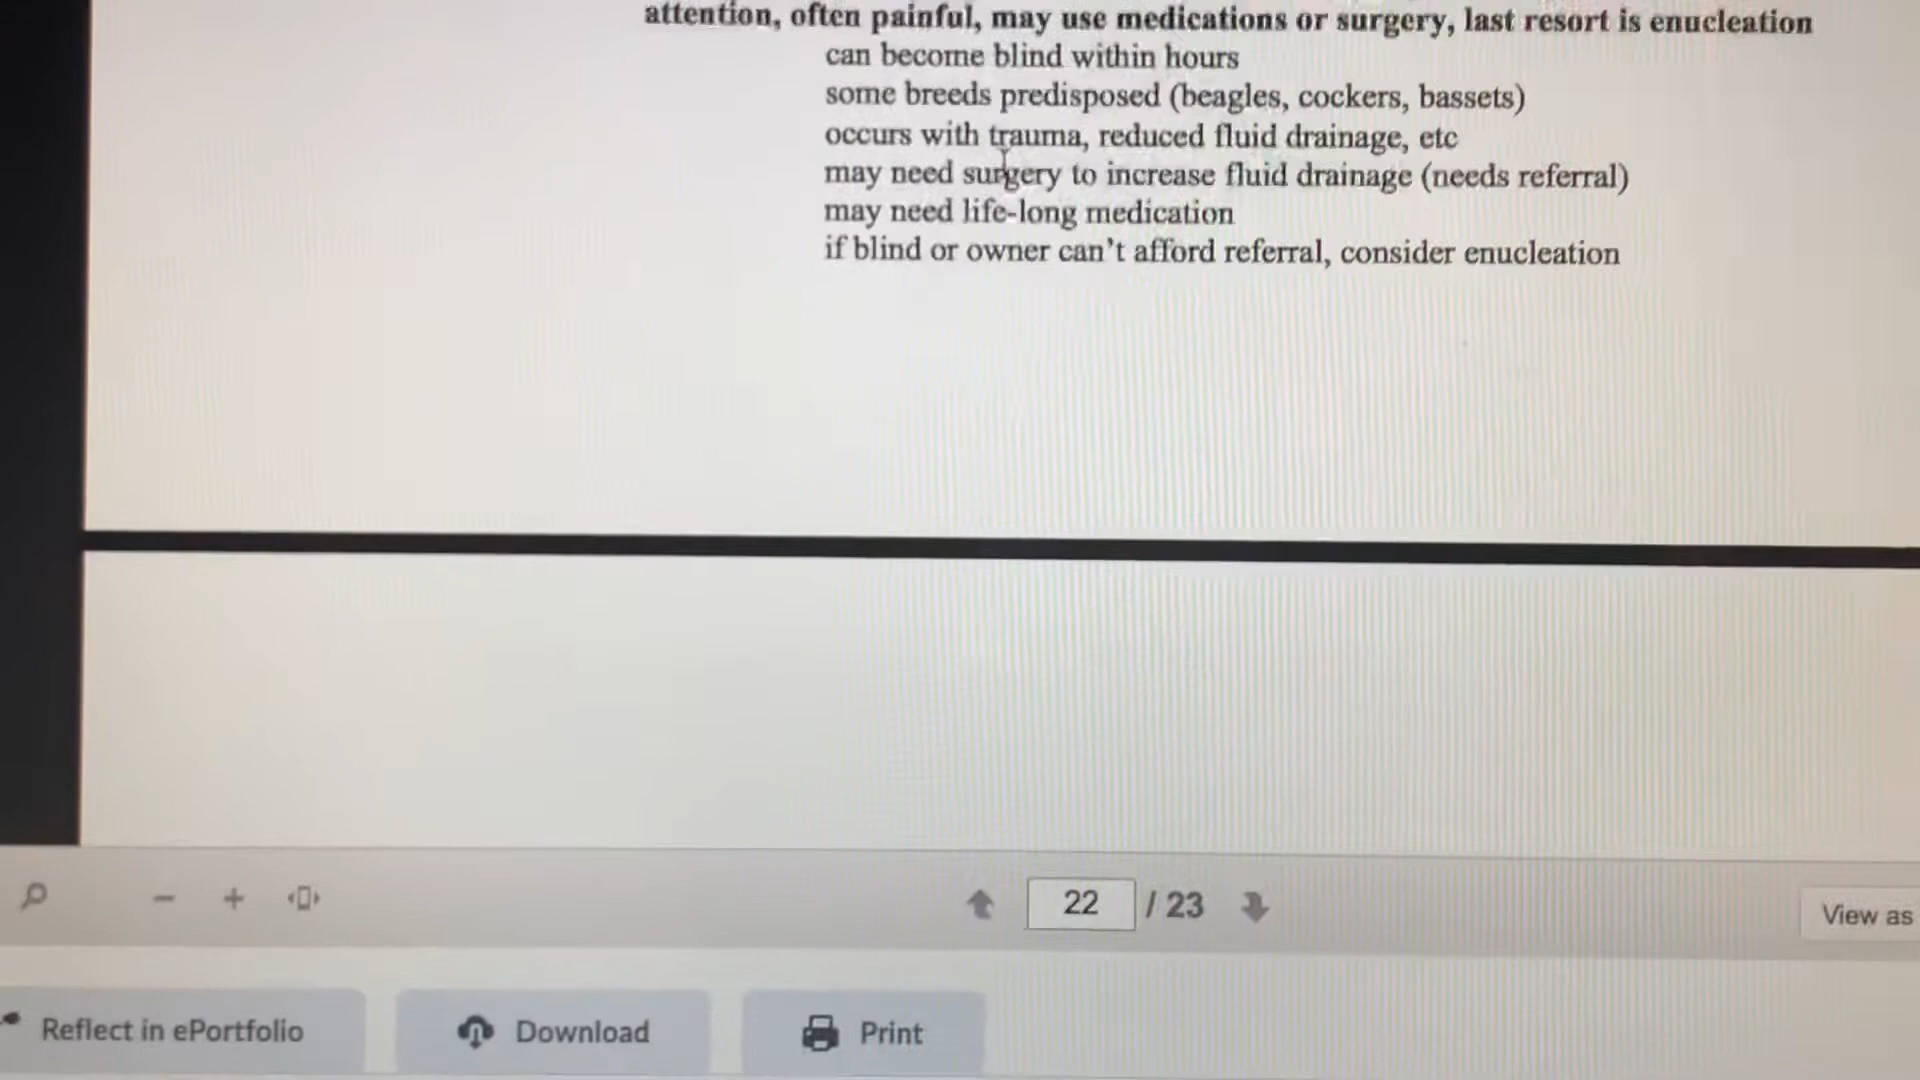 attention, often painful, may use medications or surgery, last resort is enucleation
can become blind within hours
some breeds predisposed (beagles, cockers, bassets)
occurs with trauma, reduced fluid drainage, etc
may need surgery to increase fluid drainage (needs referral)
may need life-long medication
if blind or owner can't afford referral, consider enucleation
22 / 23
View as
Reflect in ePortfolio
Download
Print